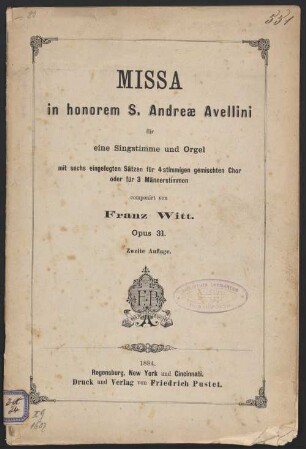 MISSA
in honorem S. Andreæ Avellini
für
eine Singstimme und Orgel
mit sechs eingelegten Sätzen für 4-stimmigen gemischten Chor
oder für 3 Männerstimmen
componirt von
Franz Witt.
Opus 31.
Zweite Auflage.
1884.
Regensburg, New York und Cincinnati.
Druck und Verlag von Friedrich Pustet.